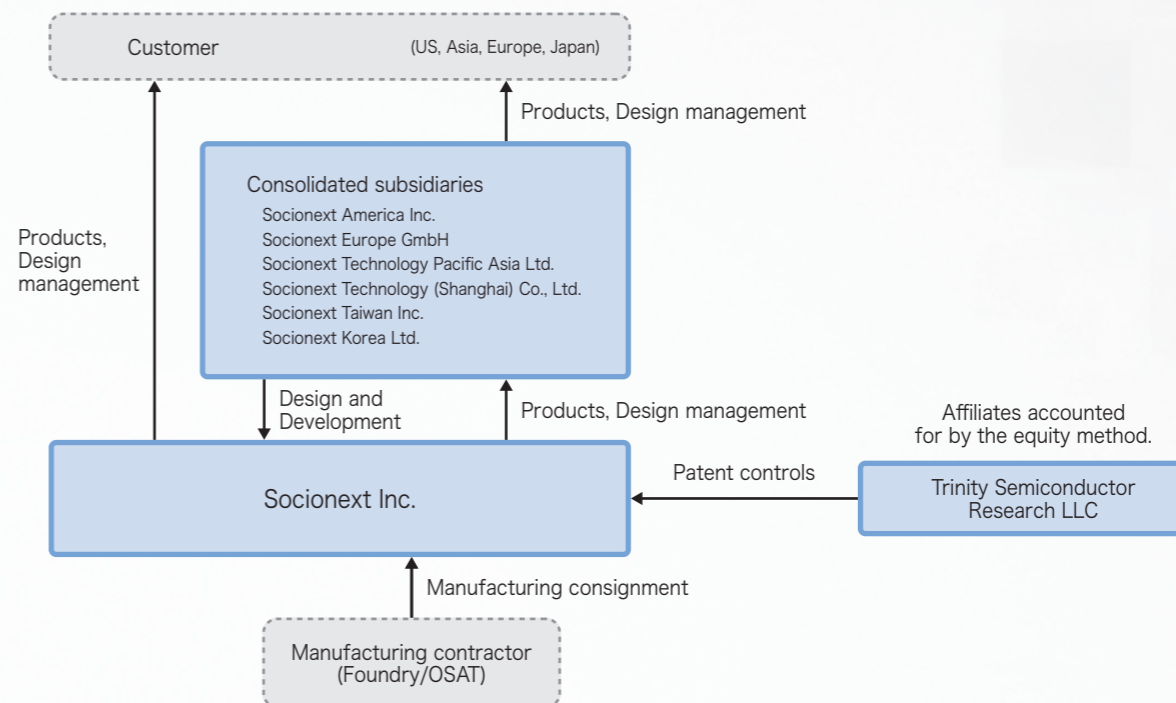 Customer (US, Asia, Europe, Japan)
Products, Design management
Consolidated subsidiaries
Socionext America Inc.
Socionext Europe GmbH
Socionext Technology Pacific Asia Ltd.
Socionext Technology (Shanghai) Co., Ltd.
Socionext Taiwan Inc.
Socionext Korea Ltd.
Products,
Design
management
Design and
Development
Products, Design management
Affiliates accounted
for by the equity method.
Socionext Inc.
Patent controls
Trinity Semiconductor
Research LLC
Manufacturing consignment
Manufacturing contractor
(Foundry/OSAT)